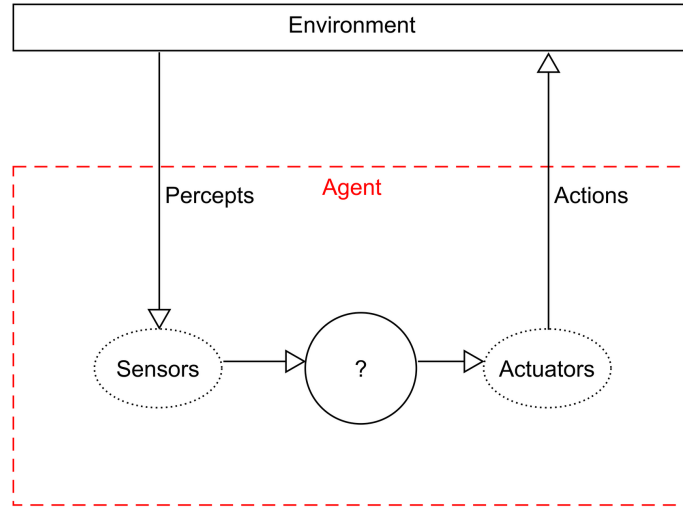 Environment
Agent
Percepts
Actions
Sensors
?
Actuators